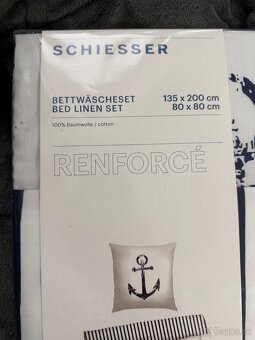 SCHIESSER
BETTWÄSCHESET 135 x 200 cm
BED LINEN SET 80 x 80 cm
100% Baumwolle / cotton
RENFORCÉ